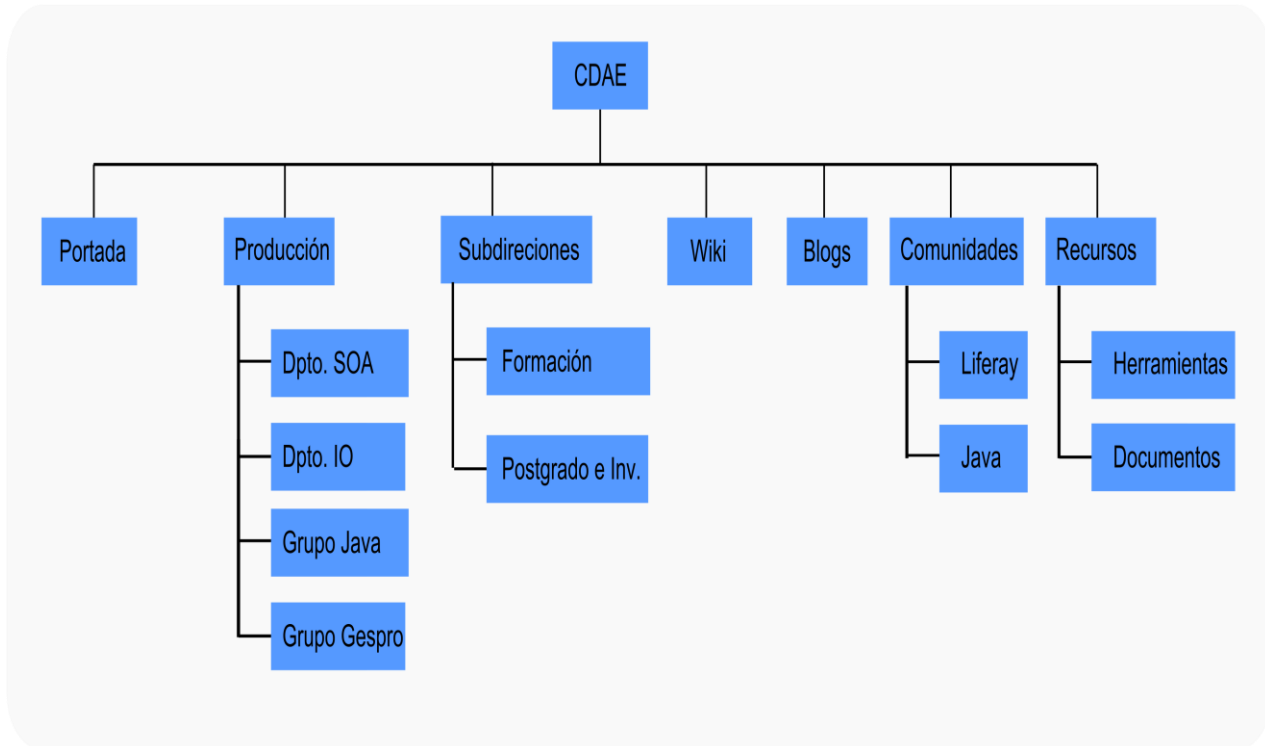 CDAE
Portada
Producción
Subdireciones
Wiki
Blogs
Comunidades
Recursos
Dpto. SOA
Dpto. IO
Grupo Java
Grupo Gespro
Formación
Postgrado e Inv.
Liferay
Java
Herramientas
Documentos